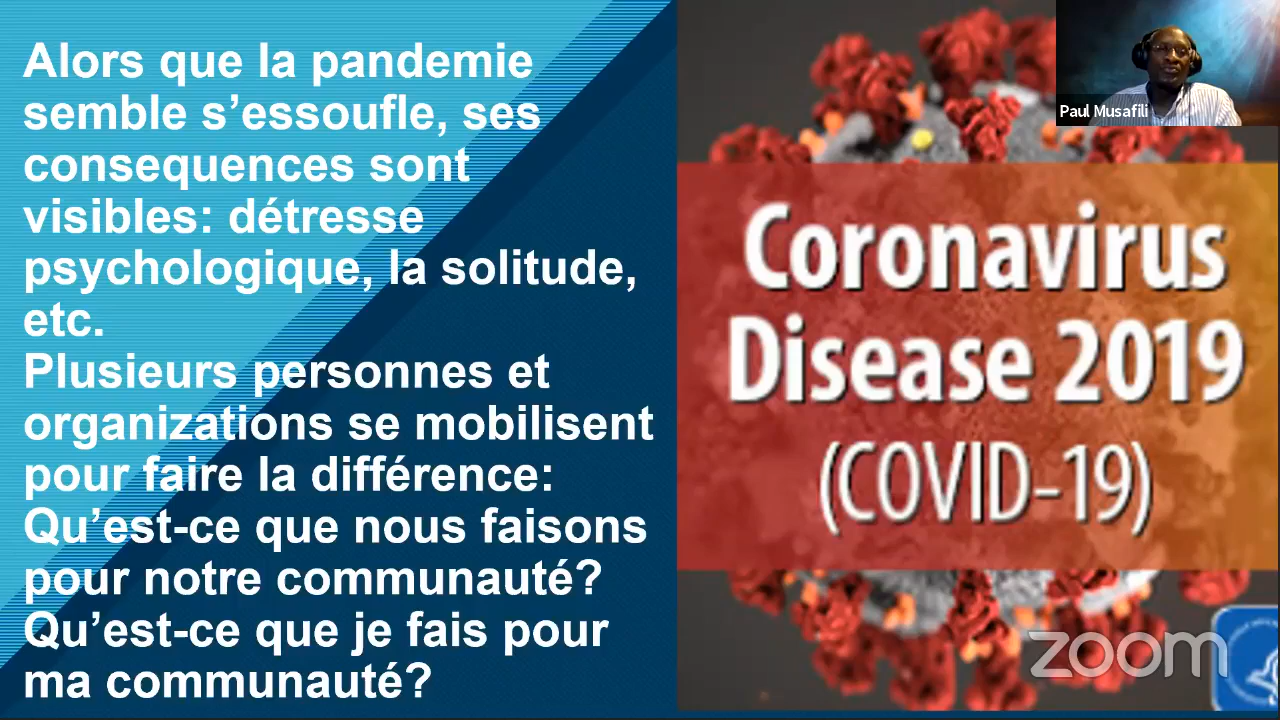 Alors que la pandemie
semble s’essoufle, ses
consequences sont
visibles: détresse
psychologique, la solitude,
etc.
Plusieurs personnes et
organizations se mobilisent
pour faire la différence:
Qu’est-ce que nous faisons
pour notre communauté?
Qu’est-ce que je fais pour
ma communauté?
Paul Musafili
Coronavirus
Disease 2019
(COVID-19)
zoom